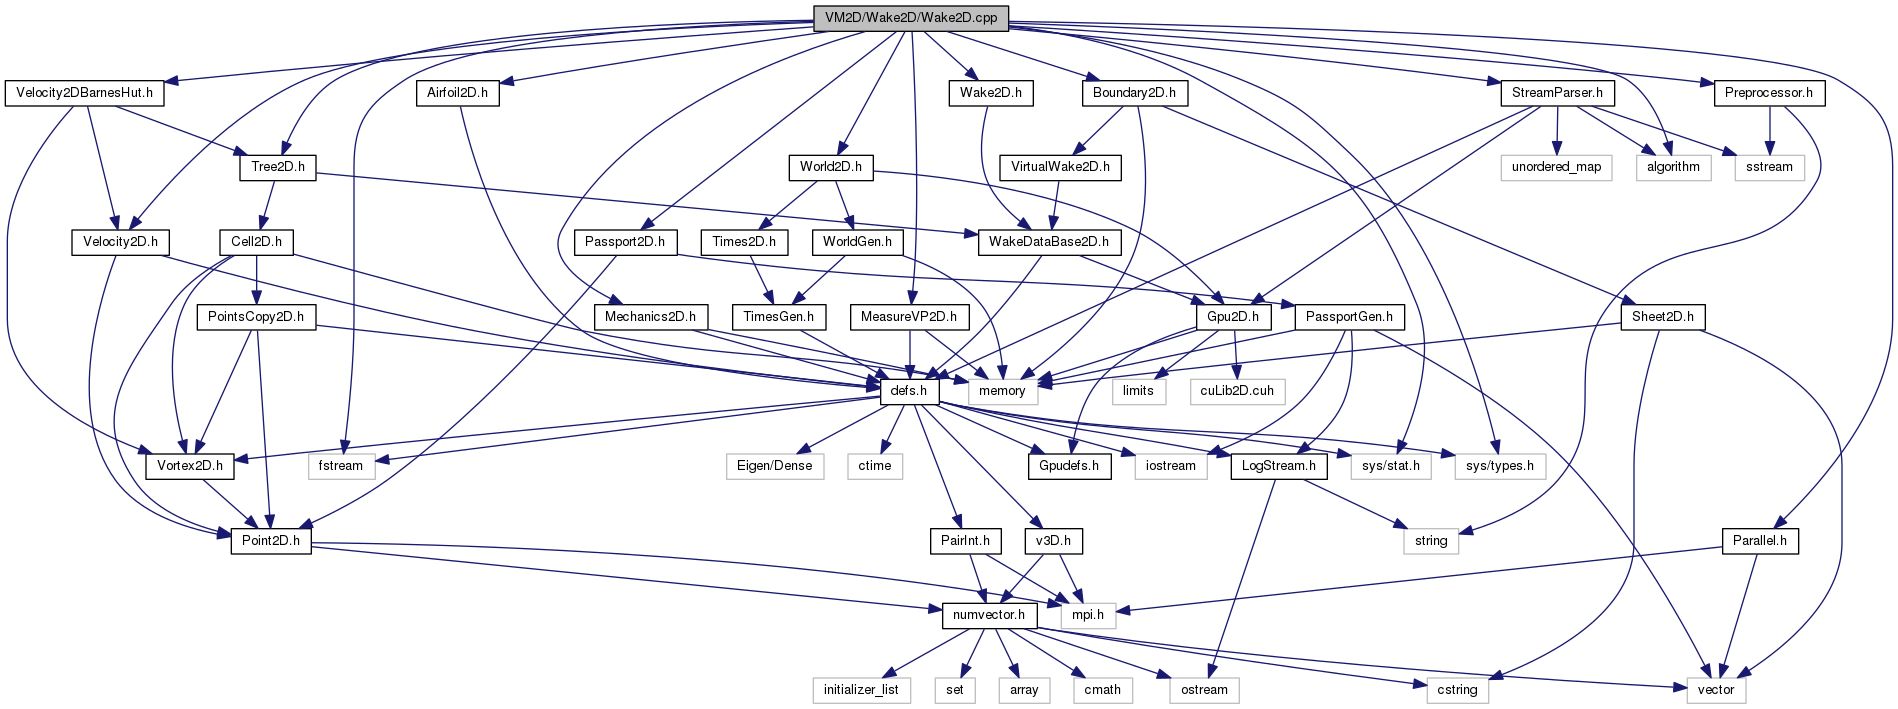 VM2D/Wake2D/Wake2D.cpp
Velocity2DBarnesHut.h
Airfoil2D.h
Wake2D.h
Boundary2D.h
StreamParser.h
Preprocessor.h
Tree2D.h
World2D.h
VirtualWake2D.h
unordered_map
algorithm
sstream
Velocity2D.h
Cell2D.h
Passport2D.h
Times2D.h
WorldGen.h
WakeDataBase2D.h
PointsCopy2D.h
Mechanics2D.h
TimesGen.h
MeasureVP2D.h
Gpu2D.h
PassportGen.h
Sheet2D.h
defs.h
memory
limits
cuLib2D.cuh
Vortex2D.h
fstream
Eigen/Dense
ctime
Gpudefs.h
iostream
LogStream.h
sys/stat.h
sys/types.h
Point2D.h
PairInt.h
v3D.h
string
Parallel.h
numvector.h
mpi.h
initializer_list
set
array
cmath
ostream
cstring
vector